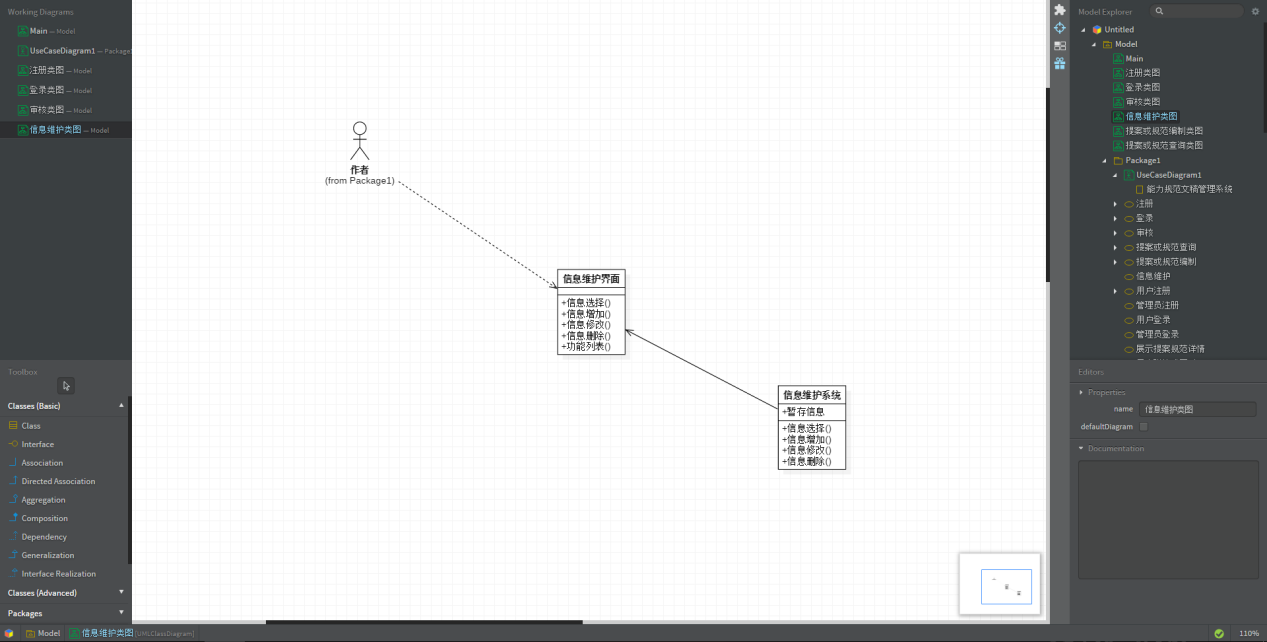 Working Diagrams
Main — Model
UseCaseDiagram1 — Package
注册类图 — Model
登录类图 — Model
审核类图 — Model
信息维护类图 — Model
Toolbox
Classes (Basic)
Class
Interface
Association
Directed Association
Aggregation
Composition
Dependency
Generalization
Interface Realization
Classes (Advanced)
Packages
作者
(from Package1)
信息维护界面
+信息选择()
+信息增加()
+信息修改()
+信息删除()
+功能列表()
信息维护系统
+暂存信息
+信息选择()
+信息增加()
+信息修改()
+信息删除()
Model Explorer
Untitled
Model
Main
注册类图
登录类图
审核类图
信息维护类图
提案或规范编制类图
提案或规范查询类图
Package1
UseCaseDiagram1
能力规范文稿管理系统
注册
登录
审核
提案或规范查询
提案或规范编制
信息维护
用户注册
管理员注册
用户登录
管理员登录
展示提案规范详情
Editors
Properties
name 信息维护类图
defaultDiagram
Documentation
Model 信息维护类图 [UMLClassDiagram]
110%